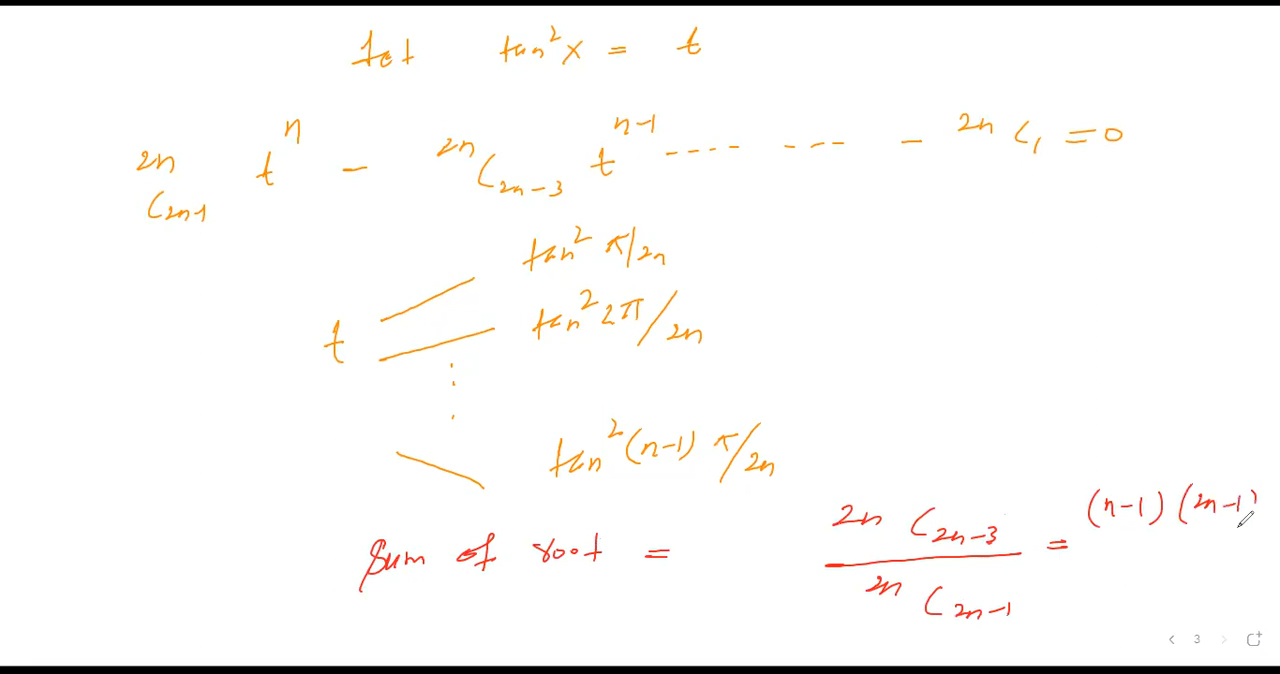 let tan²x = t
²ⁿC₂ₙ₋₁ tⁿ - ²ⁿC₂ₙ₋₃ tⁿ⁻¹ ---- --- - ²ⁿC₁ = 0
tan² π/2n
t
tan² 2π/2n
tan² (n-1) π/2n
Sum of root = ²ⁿC₂ₙ₋₃ / ²ⁿC₂ₙ₋₁ = (n-1) (2n-1)
< 3 >